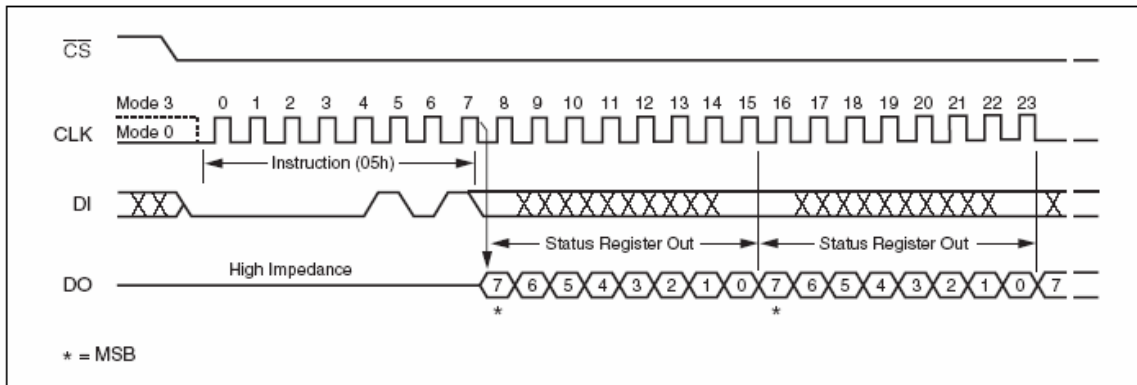 CS
Mode 3 0 1 2 3 4 5 6 7 8 9 10 11 12 13 14 15 16 17 18 19 20 21 22 23
CLK Mode 0
Instruction (05h)
DI
Status Register Out Status Register Out
High Impedance
DO 7 6 5 4 3 2 1 0 7 6 5 4 3 2 1 0 7
* *
* = MSB